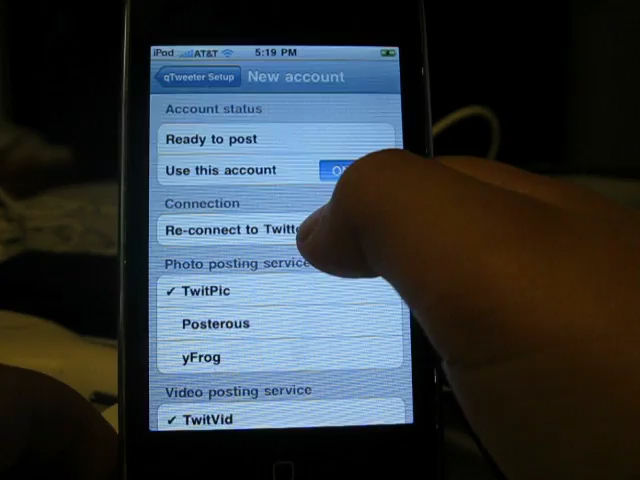 iPod AT&T 5:19 PM
qTweeter Setup New account
Account status
Ready to post
Use this account
Connection
Re-connect to
Photo posting service
TwitPic
Posterous
yFrog
Video posting service
TwitVid